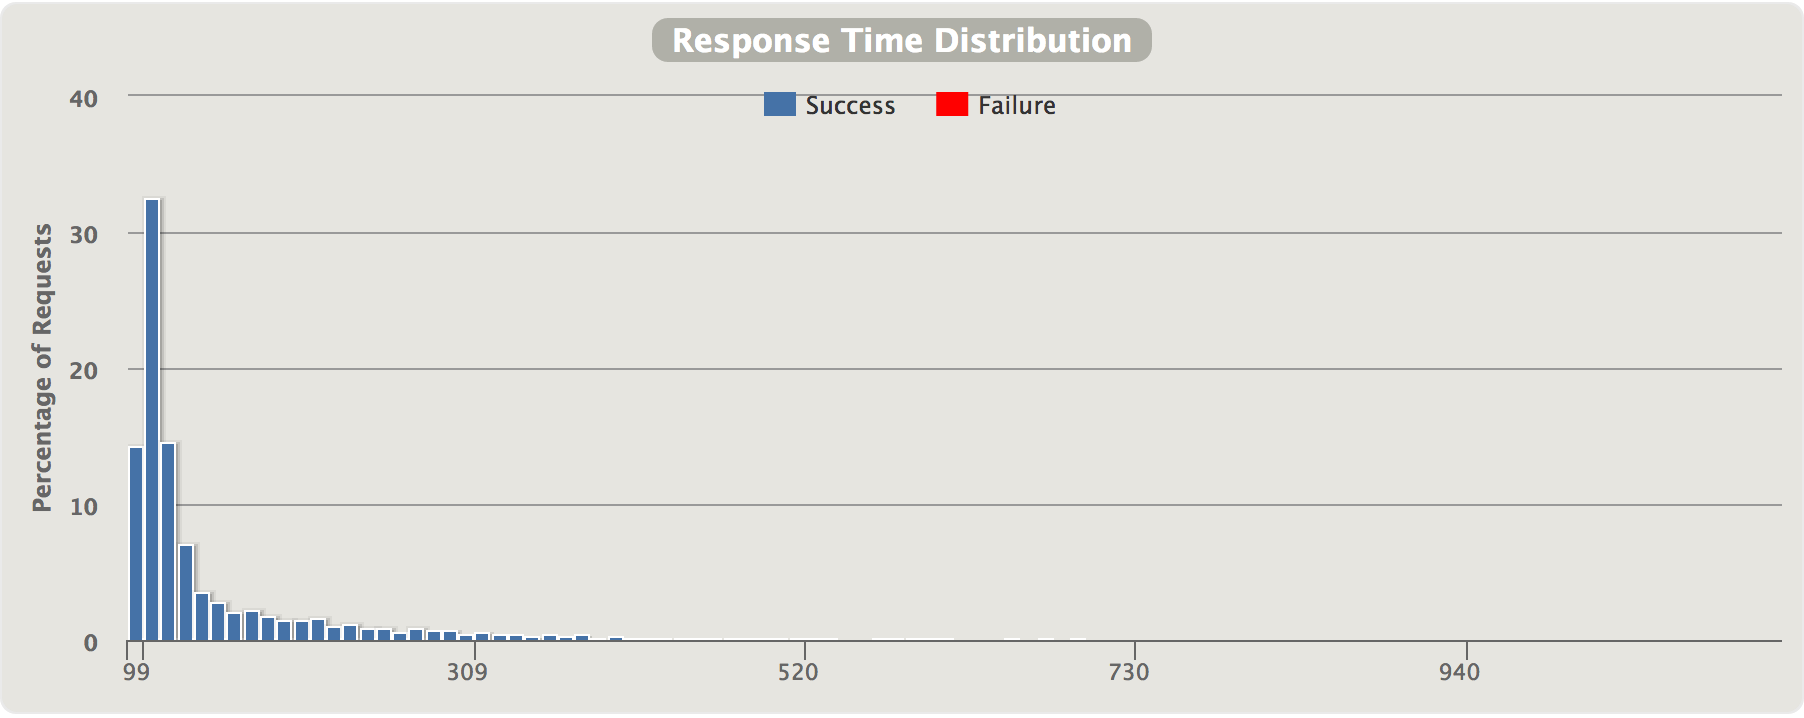 Response Time Distribution
Success Failure
Percentage of Requests
40
30
20
10
0
99 309 520 730 940